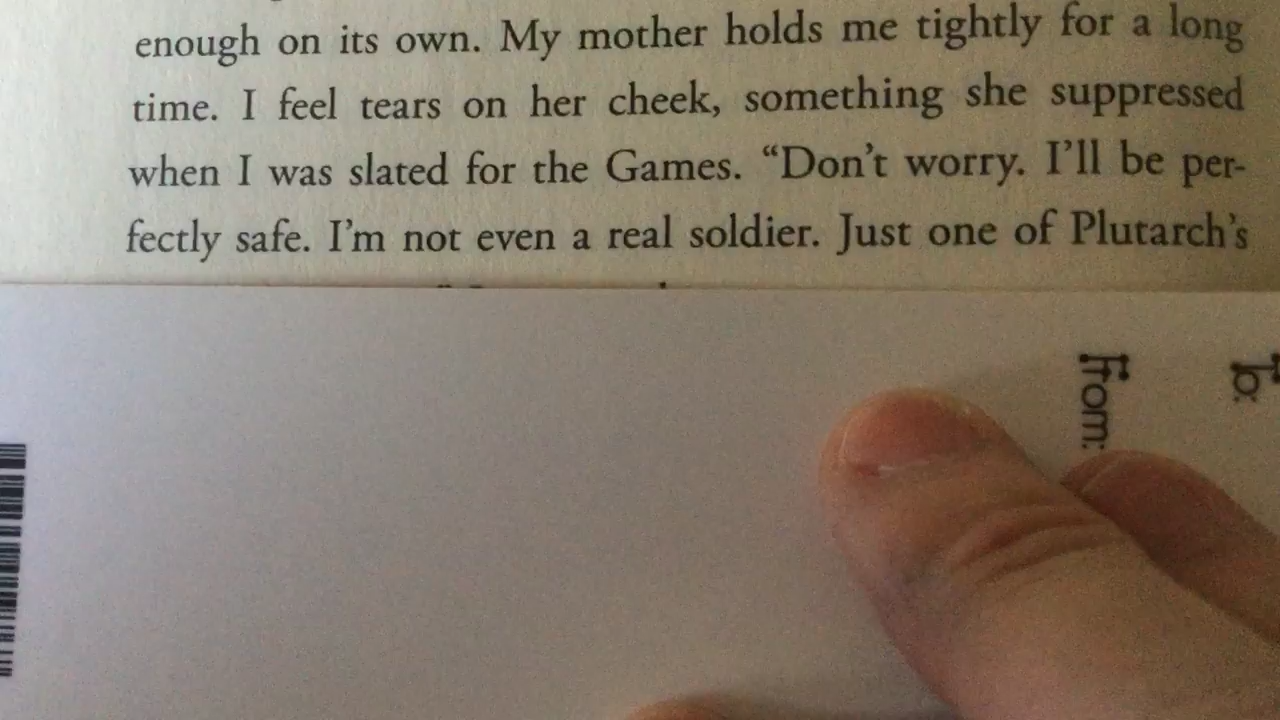 enough on its own. My mother holds me tightly for a long
time. I feel tears on her cheek, something she suppressed
when I was slated for the Games. “Don’t worry. I’ll be per-
fectly safe. I’m not even a real soldier. Just one of Plutarch’s
To:
From: